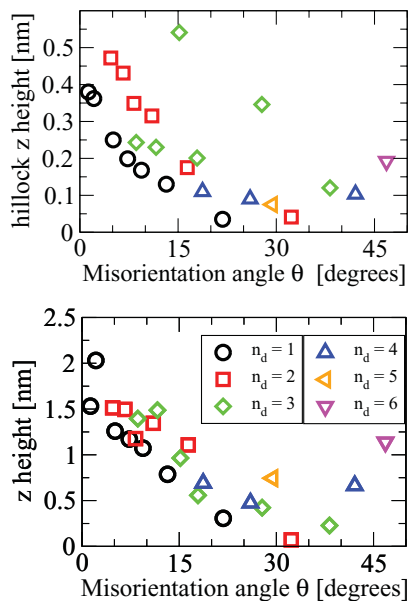 hillock z height [nm]
0.5
0.4
0.3
0.2
0.1
0
0 15 30 45
Misorientation angle θ [degrees]
z height [nm]
2.5
2
1.5
1
0.5
0
n_d = 1 n_d = 4
n_d = 2 n_d = 5
n_d = 3 n_d = 6
0 15 30 45
Misorientation angle θ [degrees]